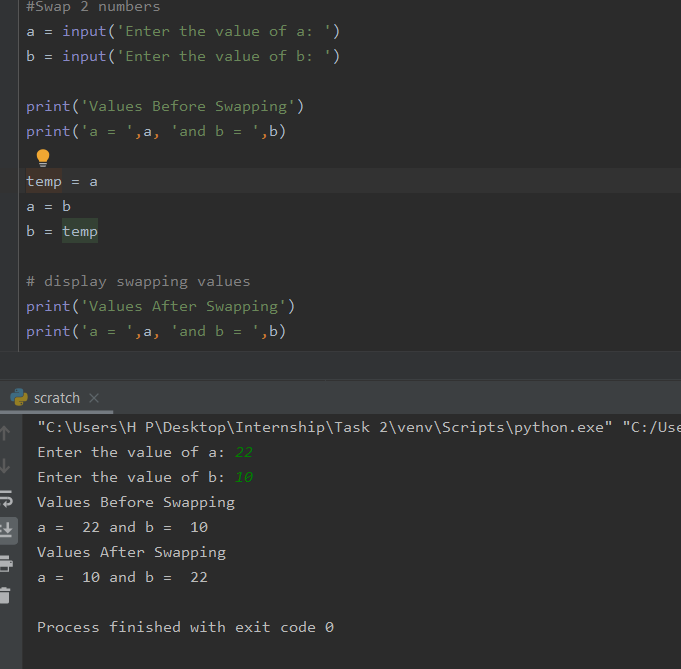 #Swap 2 numbers
a = input('Enter the value of a: ')
b = input('Enter the value of b: ')
print('Values Before Swapping')
print('a = ',a, 'and b = ',b)
temp = a
a = b
b = temp
# display swapping values
print('Values After Swapping')
print('a = ',a, 'and b = ',b)
scratch
"C:\Users\H P\Desktop\Internship\Task 2\venv\Scripts\python.exe" "C:/Use
Enter the value of a: 22
Enter the value of b: 10
Values Before Swapping
a =  22 and b =  10
Values After Swapping
a =  10 and b =  22
Process finished with exit code 0